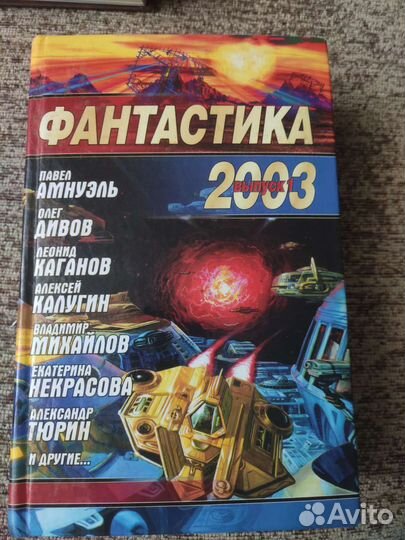 ФАНТАСТИКА
2003
ВЫПУСК 1
ПАВЕЛ
АМНУЭЛЬ
ОЛЕГ
ДИВОВ
ЛЕОНИД
КАГАНОВ
АЛЕКСЕЙ
КАЛУГИН
ВЛАДИМИР
МИХАЙЛОВ
ЕКАТЕРИНА
НЕКРАСОВА
АЛЕКСАНДР
ТЮРИН
И ДРУГИЕ...
Avito